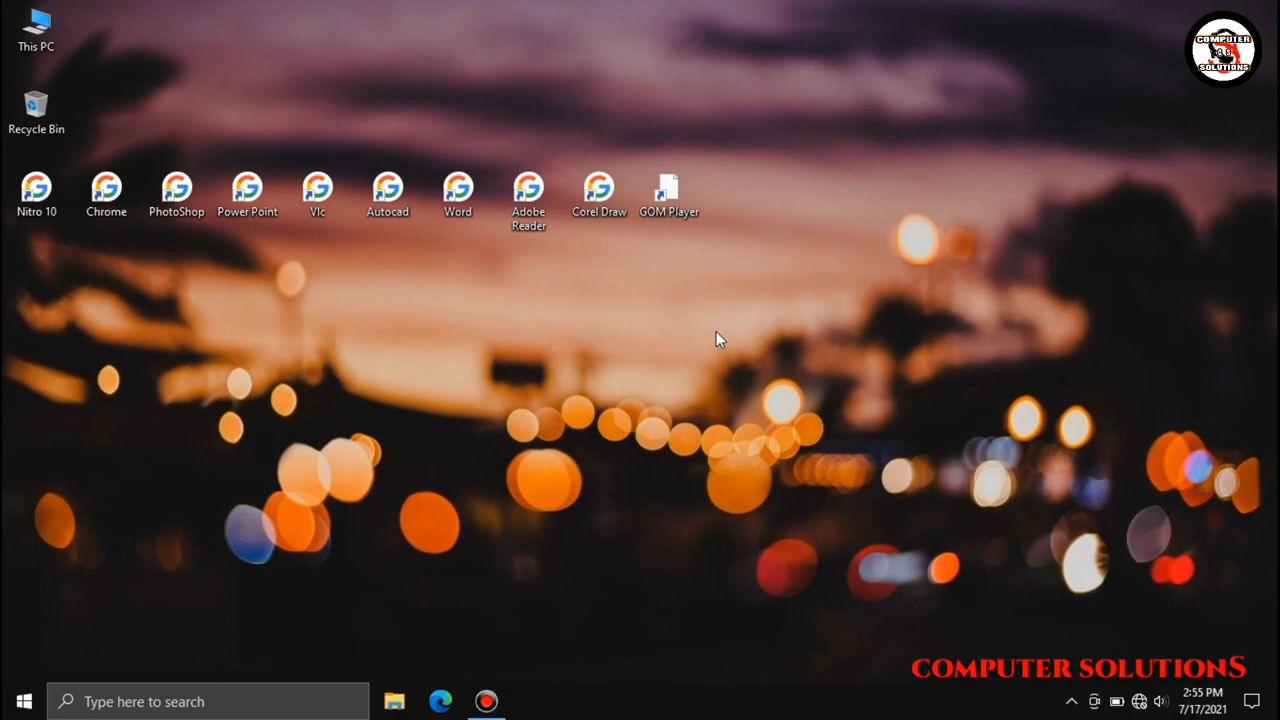 This PC
COMPUTER
SOLUTIONS
Recycle Bin
Nitro 10
Chrome
PhotoShop
Power Point
Vlc
Autocad
Word
Adobe
Reader
Corel Draw
GOM Player
COMPUTER SOLUTIONS
Type here to search
2:55 PM
7/17/2021